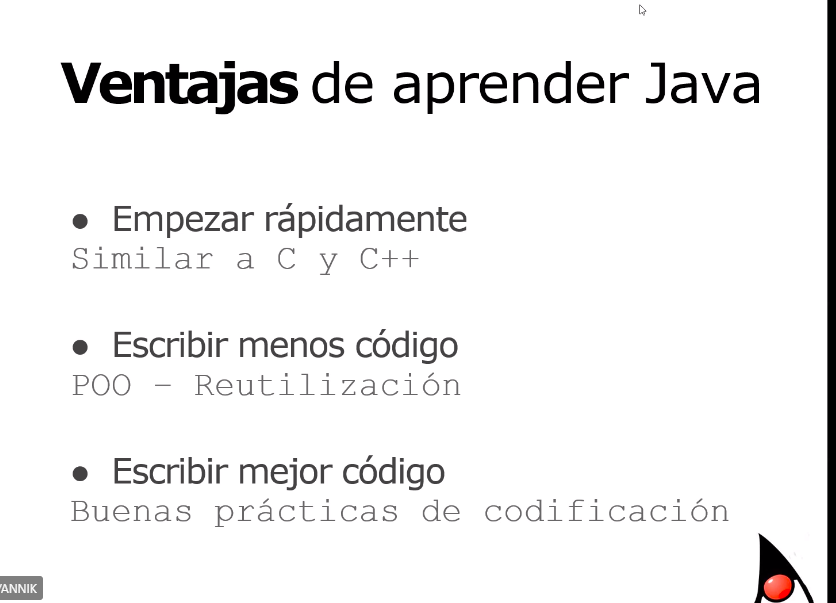 Ventajas de aprender Java
● Empezar rápidamente
Similar a C y C++
● Escribir menos código
POO – Reutilización
● Escribir mejor código
Buenas prácticas de codificación
YANNIK